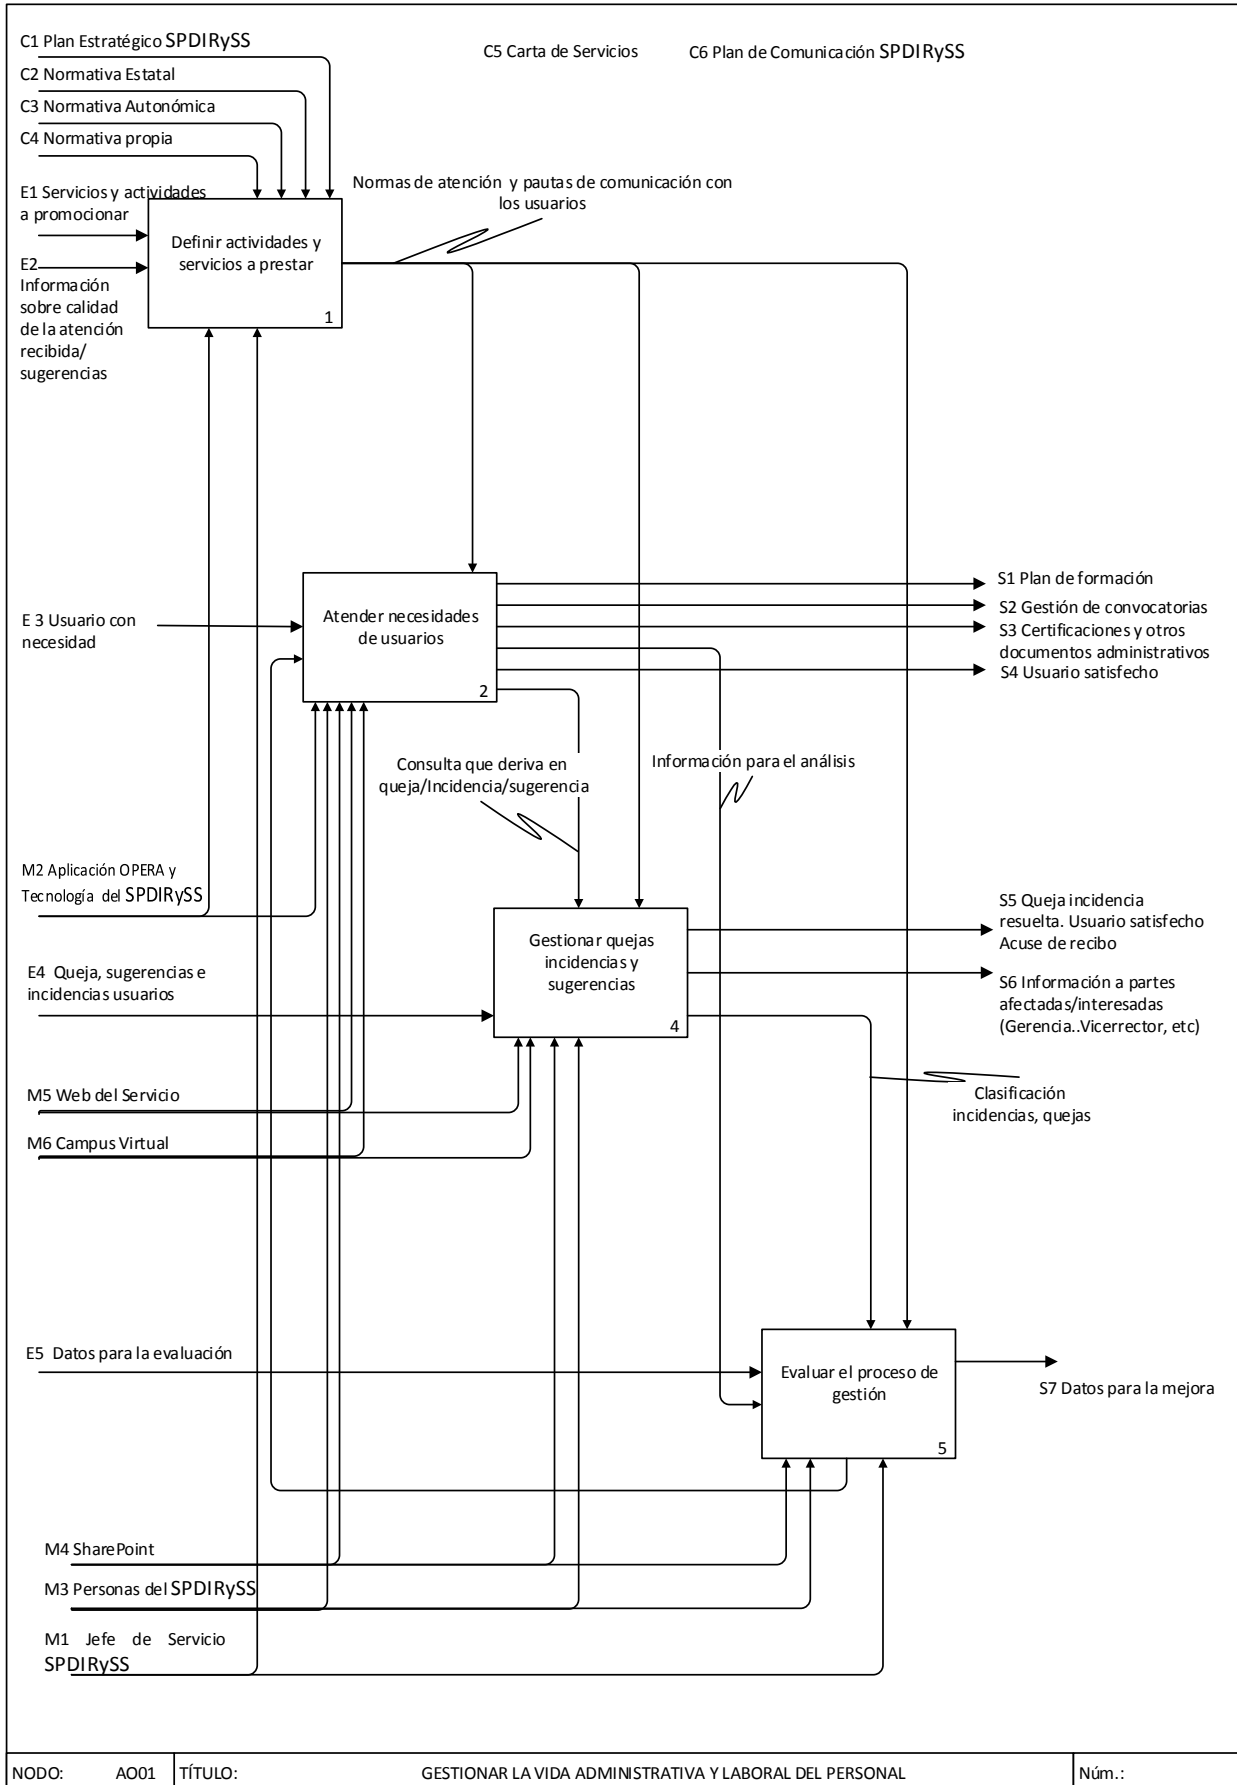 C1 Plan Estratégico SPDIRySS
C5 Carta de Servicios
C6 Plan de Comunicación SPDIRySS
C2 Normativa Estatal
C3 Normativa Autonómica
C4 Normativa propia
E1 Servicios y actividades
a promocionar
Normas de atención y pautas de comunicación con
los usuarios
Definir actividades y
servicios a prestar
1
E2
Información
sobre calidad
de la atención
recibida/
sugerencias
E 3 Usuario con
necesidad
Atender necesidades
de usuarios
2
S1 Plan de formación
S2 Gestión de convocatorias
S3 Certificaciones y otros
documentos administrativos
S4 Usuario satisfecho
Consulta que deriva en
queja/Incidencia/sugerencia
Información para el análisis
M2 Aplicación OPERA y
Tecnología del SPDIRySS
E4 Queja, sugerencias e
incidencias usuarios
Gestionar quejas
incidencias y
sugerencias
4
S5 Queja incidencia
resuelta. Usuario satisfecho
Acuse de recibo
S6 Información a partes
afectadas/interesadas
(Gerencia..Vicerrector, etc)
M5 Web del Servicio
M6 Campus Virtual
Clasificación
incidencias, quejas
E5 Datos para la evaluación
Evaluar el proceso de
gestión
5
S7 Datos para la mejora
M4 SharePoint
M3 Personas del SPDIRySS
M1 Jefe de Servicio
SPDIRySS
NODO: AO01 TÍTULO: GESTIONAR LA VIDA ADMINISTRATIVA Y LABORAL DEL PERSONAL Núm.: